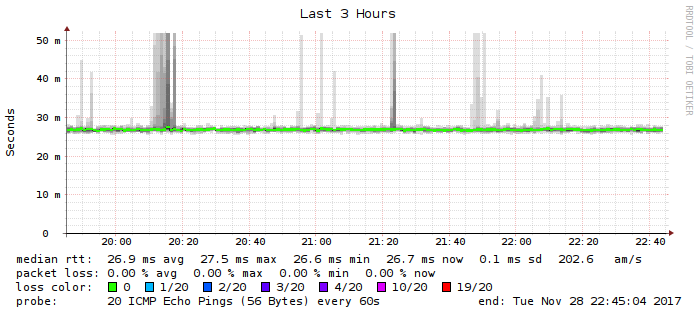 Last 3 Hours
RRDTOOL / TOBI OETIKER
Seconds
50 m
40 m
30 m
20 m
10 m
0
20:00 20:20 20:40 21:00 21:20 21:40 22:00 22:20 22:40
median rtt: 26.9 ms avg 27.5 ms max 26.6 ms min 26.7 ms now 0.1 ms sd 202.6 am/s
packet loss: 0.00 % avg 0.00 % max 0.00 % min 0.00 % now
loss color: 0 1/20 2/20 3/20 4/20 10/20 19/20
probe: 20 ICMP Echo Pings (56 Bytes) every 60s end: Tue Nov 28 22:45:04 2017